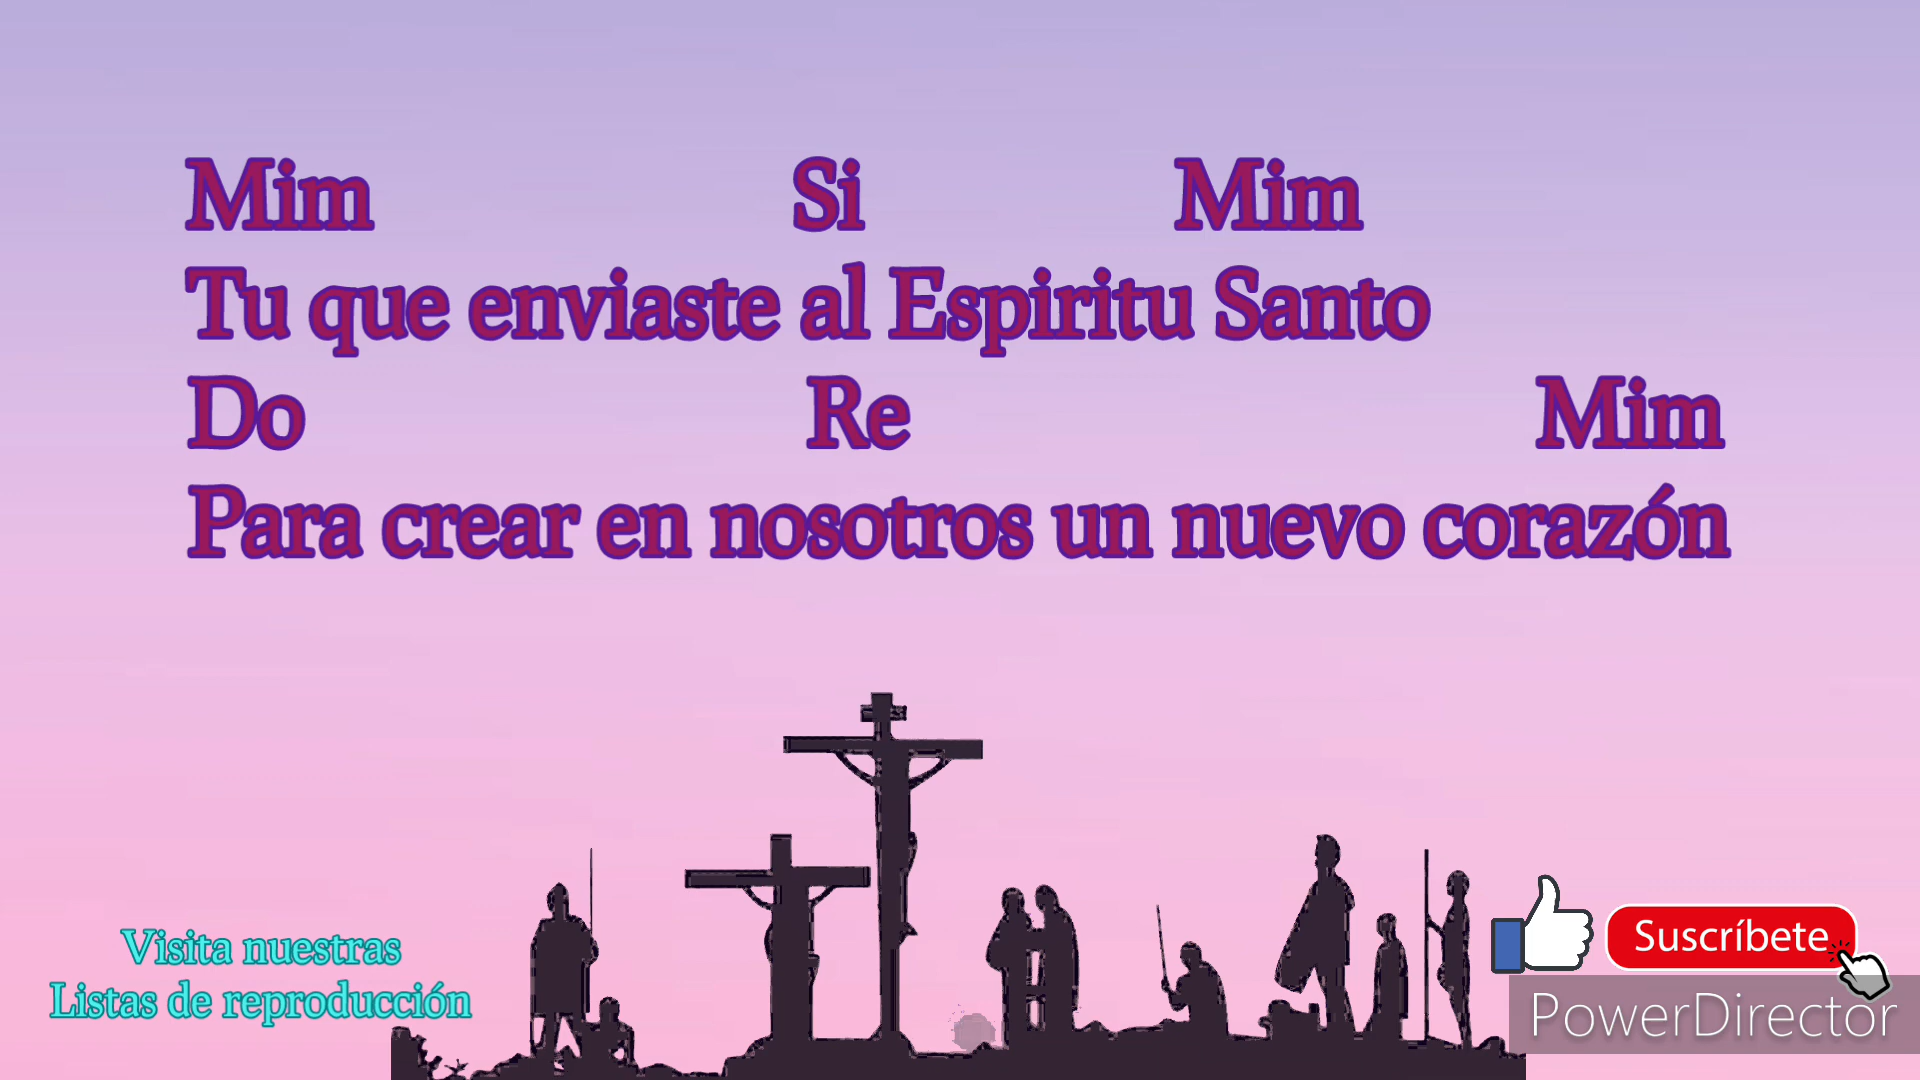 Mim Si Mim
Tu que enviaste al Espiritu Santo
Do Re Mim
Para crear en nosotros un nuevo corazón
Visita nuestras
Listas de reproducción
Suscríbete
PowerDirector